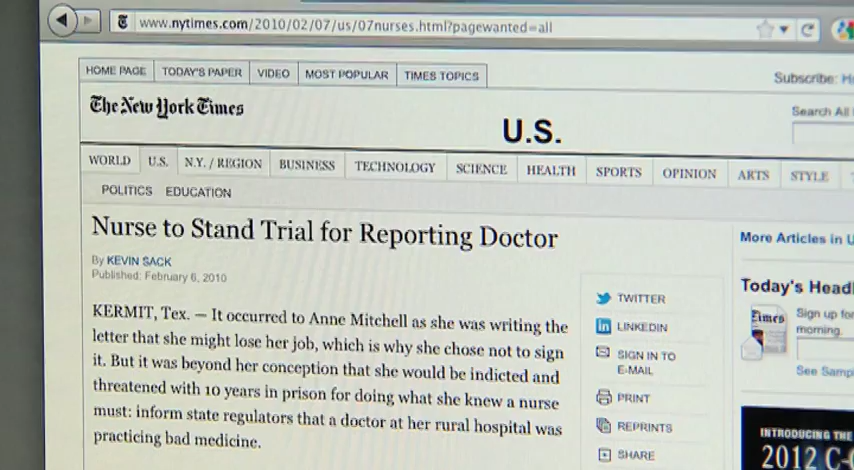 www.nytimes.com/2010/02/07/us/07nurses.html?pagewanted=all
HOME PAGE TODAY'S PAPER VIDEO MOST POPULAR TIMES TOPICS
Subscribe:
The New York Times
U.S.
Search All
WORLD U.S. N.Y. / REGION BUSINESS TECHNOLOGY SCIENCE HEALTH SPORTS OPINION ARTS STYLE
POLITICS EDUCATION
Nurse to Stand Trial for Reporting Doctor
By KEVIN SACK
Published: February 6, 2010
KERMIT, Tex. — It occurred to Anne Mitchell as she was writing the
letter that she might lose her job, which is why she chose not to sign
it. But it was beyond her conception that she would be indicted and
threatened with 10 years in prison for doing what she knew a nurse
must: inform state regulators that a doctor at her rural hospital was
practicing bad medicine.
TWITTER
LINKEDIN
SIGN IN TO
E-MAIL
PRINT
REPRINTS
SHARE
More Articles in U
Today's Headl
Times
Sign up for
morning.
See Samp
INTRODUCING THE
2012 C-